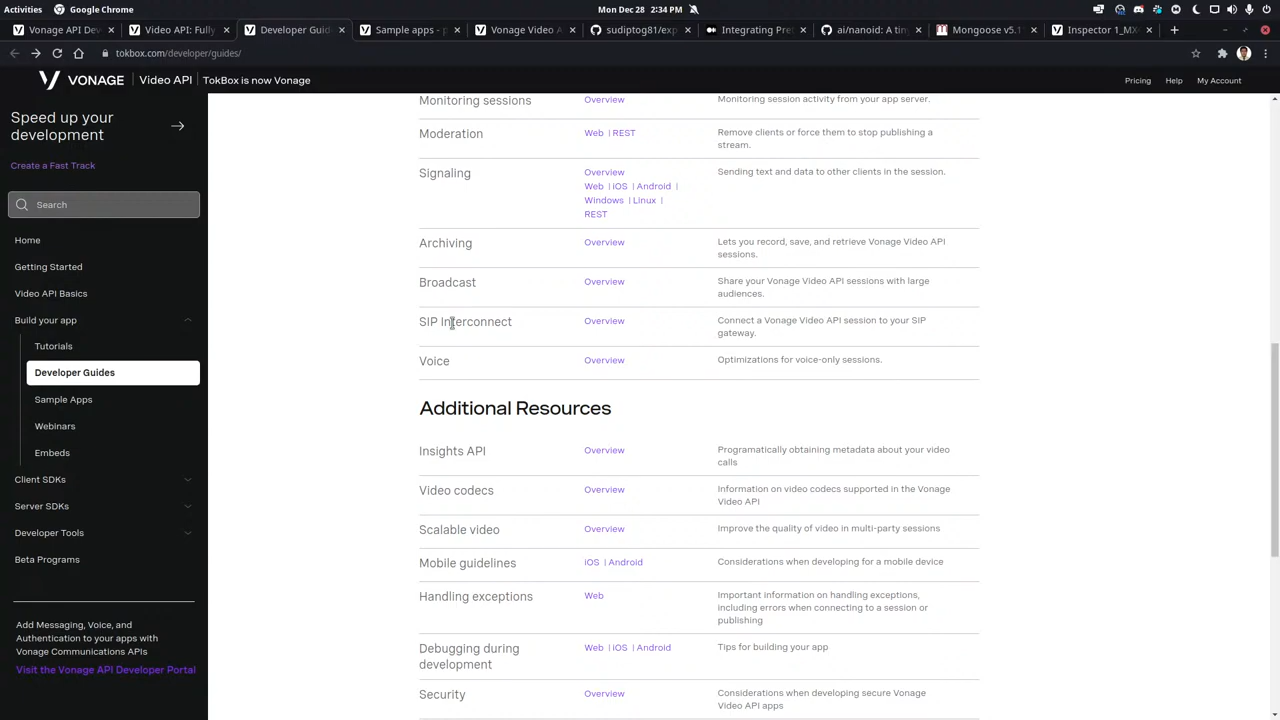 Activities
Google Chrome
Mon Dec 28 2:34 PM
Vonage API Dev
Video API: Fully
Developer Guid
Sample apps - p
Vonage Video A
sudiptog81/exp
Integrating Pret
ai/nanoid: A tiny
Mongoose v5.1
Inspector 1_MX
tokbox.com/developer/guides/
VONAGE Video API TokBox is now Vonage
Pricing
Help
My Account
Speed up your
development
Create a Fast Track
Search
Home
Getting Started
Video API Basics
Build your app
Tutorials
Developer Guides
Sample Apps
Webinars
Embeds
Client SDKs
Server SDKs
Developer Tools
Beta Programs
Add Messaging, Voice, and
Authentication to your apps with
Vonage Communications APIs
Visit the Vonage API Developer Portal
Monitoring sessions
Overview
Monitoring session activity from your app server.
Moderation
Web | REST
Remove clients or force them to stop publishing a
stream.
Signaling
Overview
Web | iOS | Android |
Windows | Linux |
REST
Sending text and data to other clients in the session.
Archiving
Overview
Lets you record, save, and retrieve Vonage Video API
sessions.
Broadcast
Overview
Share your Vonage Video API sessions with large
audiences.
SIP Interconnect
Overview
Connect a Vonage Video API session to your SIP
gateway.
Voice
Overview
Optimizations for voice-only sessions.
Additional Resources
Insights API
Overview
Programatically obtaining metadata about your video
calls
Video codecs
Overview
Information on video codecs supported in the Vonage
Video API
Scalable video
Overview
Improve the quality of video in multi-party sessions
Mobile guidelines
iOS | Android
Considerations when developing for a mobile device
Handling exceptions
Web
Important information on handling exceptions,
including errors when connecting to a session or
publishing
Debugging during
development
Web | iOS | Android
Tips for building your app
Security
Overview
Considerations when developing secure Vonage
Video API apps